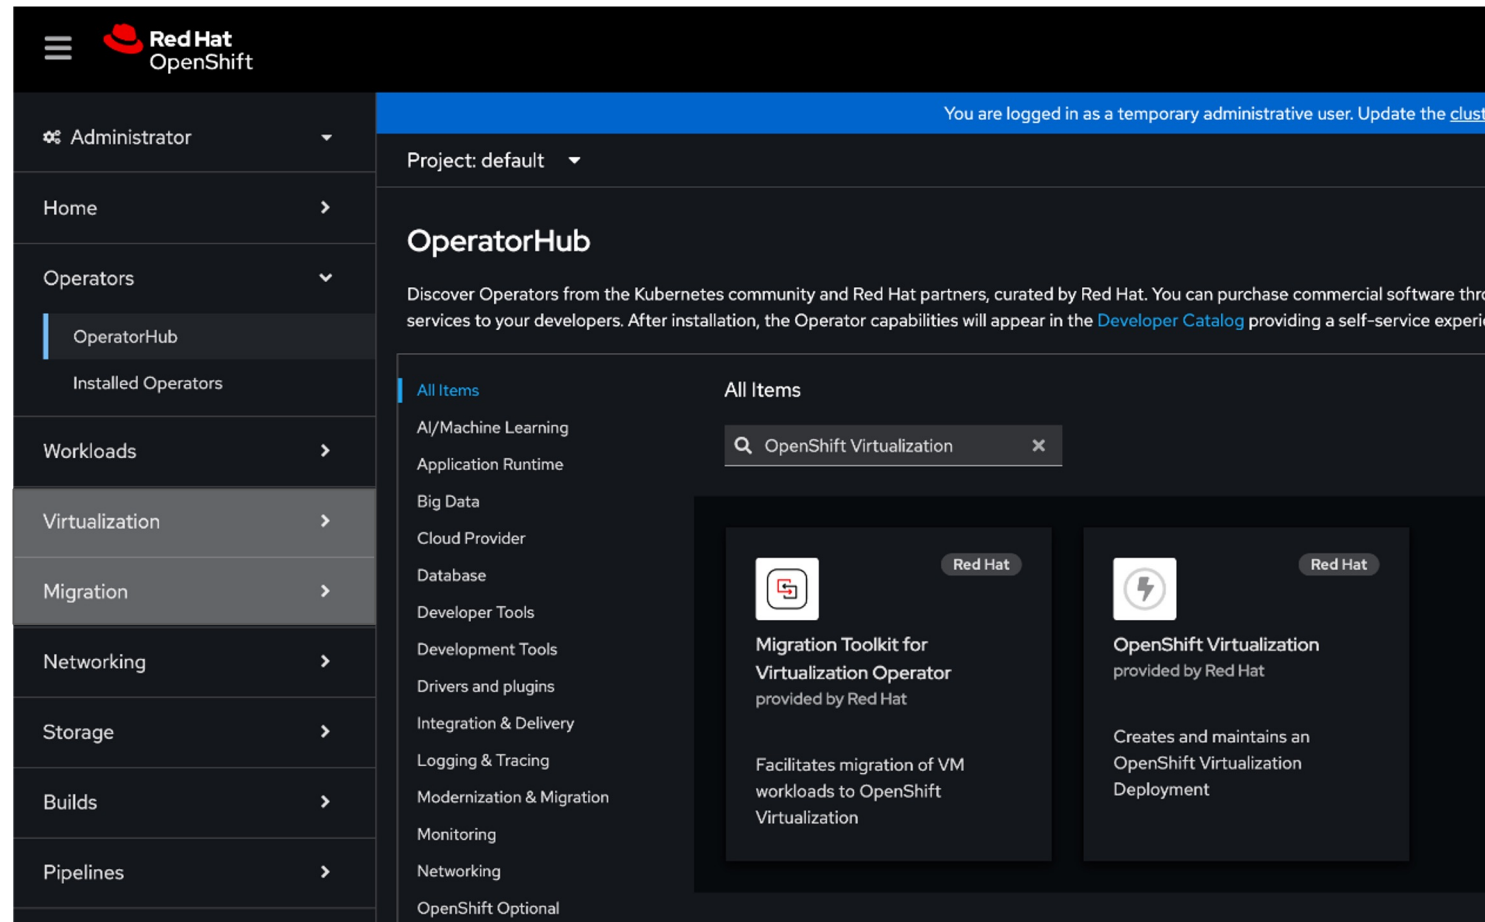 Red Hat
OpenShift
You are logged in as a temporary administrative user. Update the
Administrator
Project: default
Home
OperatorHub
Operators
Discover Operators from the Kubernetes community and Red Hat partners, curated by Red Hat. You can purchase commercial software
services to your developers. After installation, the Operator capabilities will appear in the Developer Catalog providing a self-service
OperatorHub
Installed Operators
Workloads
Virtualization
Migration
Networking
Storage
Builds
Pipelines
All Items
AI/Machine Learning
Application Runtime
Big Data
Cloud Provider
Database
Developer Tools
Development Tools
Drivers and plugins
Integration & Delivery
Logging & Tracing
Modernization & Migration
Monitoring
Networking
OpenShift Optional
All Items
OpenShift Virtualization
Red Hat
Migration Toolkit for
Virtualization Operator
provided by Red Hat
Facilitates migration of VM
workloads to OpenShift
Virtualization
Red Hat
OpenShift Virtualization
provided by Red Hat
Creates and maintains an
OpenShift Virtualization
Deployment